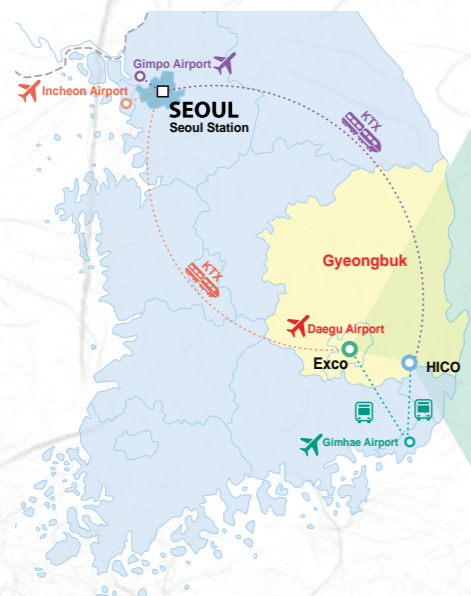 Gimpo Airport
Incheon Airport
SEOUL
Seoul Station
KTX
Gyeongbuk
KTX
Daegu Airport
Exco
HICO
Gimhae Airport